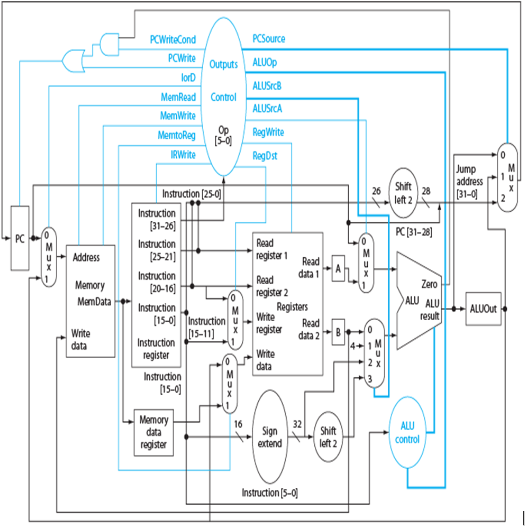 PCWriteCond
PCSource
PCWrite
Outputs
ALUOp
IorD
ALUSrcB
MemRead
Control
ALUSrcA
MemWrite
MemtoReg
Op
[5–0]
RegWrite
IRWrite
RegDst
Instruction [25-0]
26
Shift
left 2
28
Jump
address
[31–0]
0
1
2
M
u
x
PC [31–28]
PC
0
M
u
x
1
Address
Memory
MemData
Write
data
Instruction
[31–26]
Instruction
[25–21]
Instruction
[20–16]
Instruction
[15–0]
Instruction
register
Instruction
[15–0]
Instruction
[15–11]
Memory
data
register
0
M
u
x
1
0
M
u
x
1
Read
register 1
Read
register 2
Registers
Write
register
Write
data
Read
data 1
Read
data 2
A
B
0
M
u
x
1
4
0
1
2
3
M
u
x
Zero
ALU
ALU
result
ALUOut
16
Sign
extend
32
Shift
left 2
ALU
control
Instruction [5–0]